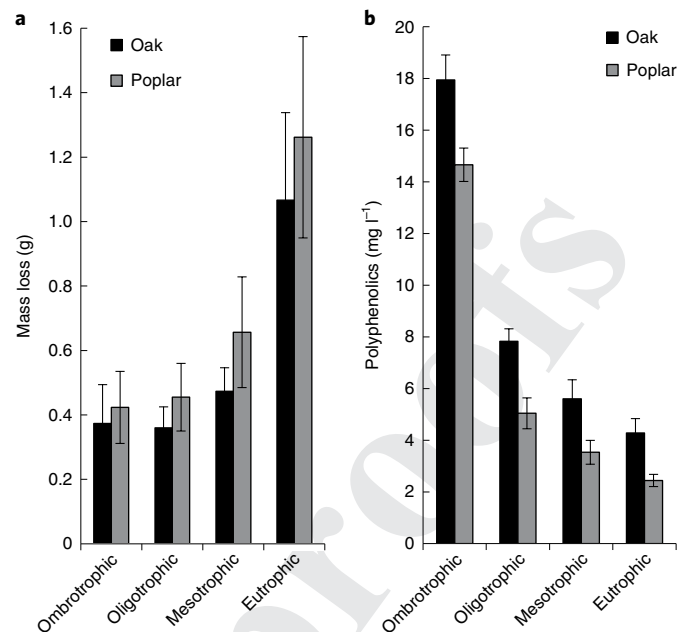 a
Oak
Poplar
Mass loss (g)
1.6
1.4
1.2
1.0
0.8
0.6
0.4
0.2
0
Ombrotrophic
Oligotrophic
Mesotrophic
Eutrophic
b
Oak
Poplar
Polyphenolics (mg l⁻¹)
20
18
16
14
12
10
8
6
4
2
0
Ombrotrophic
Oligotrophic
Mesotrophic
Eutrophic
proofs